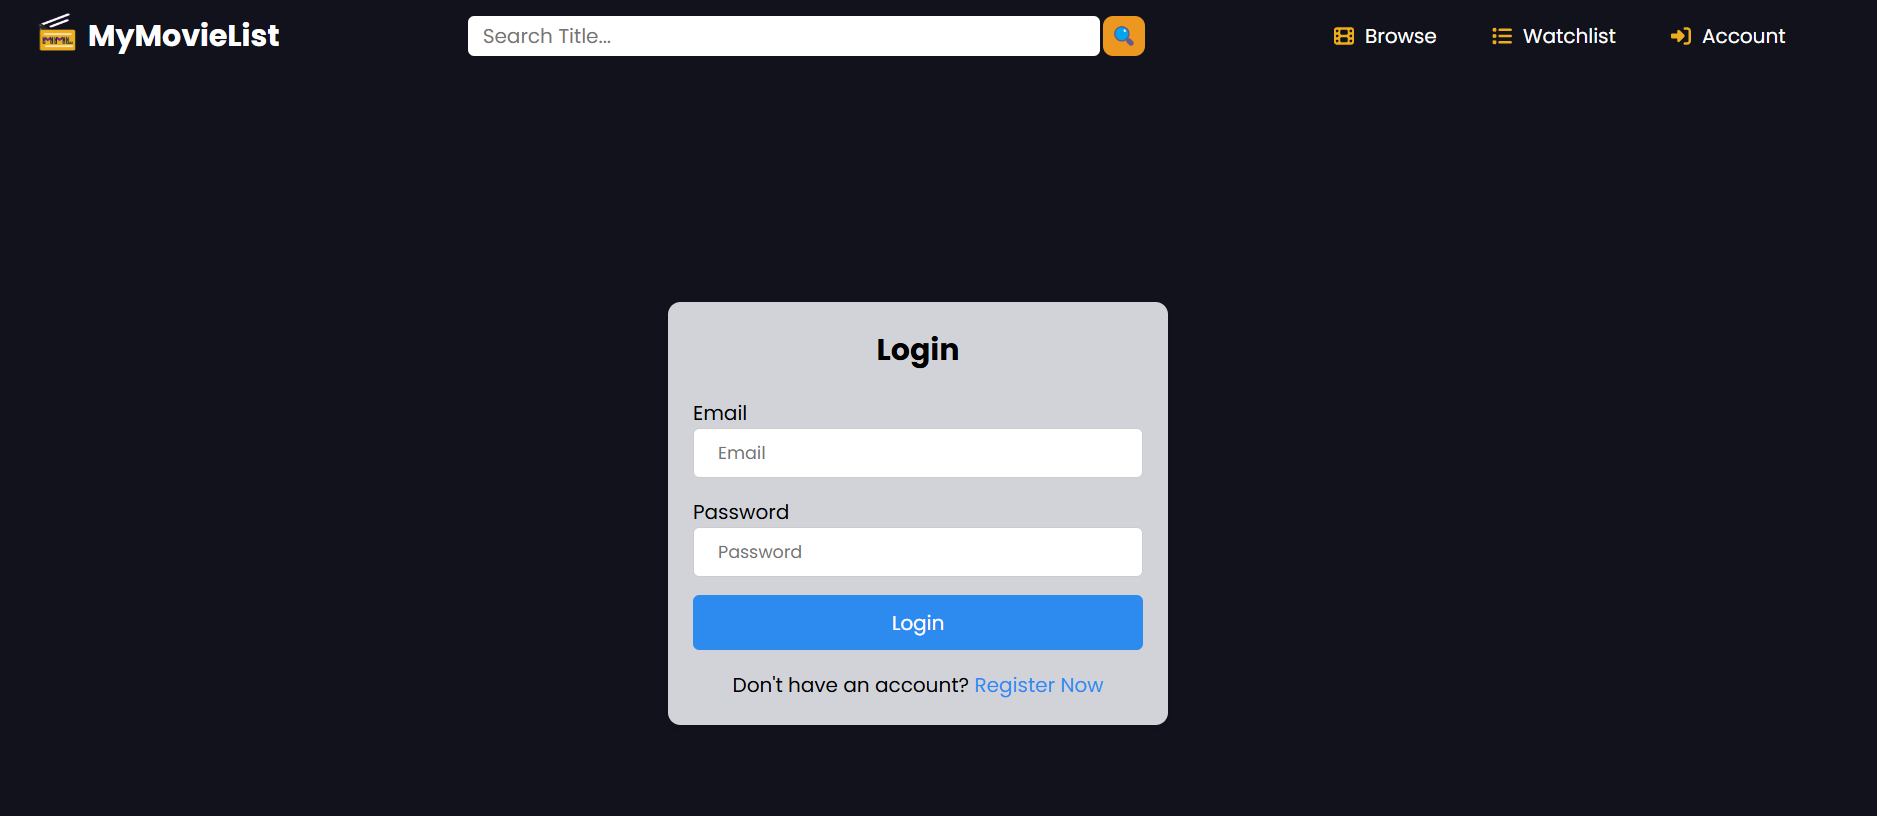 MML MyMovieList Search Title... Browse Watchlist Account
Login
Email
Email
Password
Password
Login
Don't have an account? Register Now